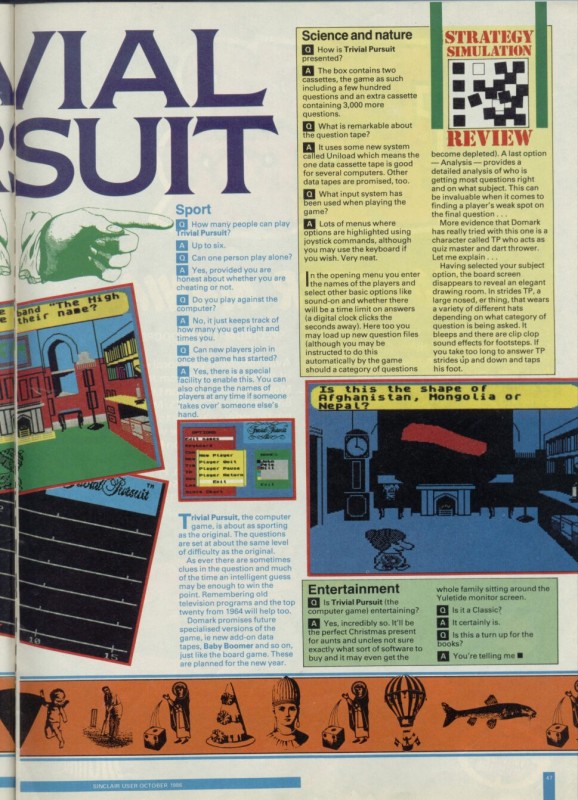 VIAL
RSUIT
Sport
Q How many people can play
Trivial Pursuit?
A Up to six.
Q Can one person play alone?
A Yes, provided you are
honest about whether you are
cheating or not.
Q Do you play against the
computer?
A No, it just keeps track of
how many you get right and
times you.
Q Can new players join in
once the game has started?
A Yes, there is a special
facility to enable this. You can
also change the names of
players at any time if someone
'takes over' someone else's
hand.
OPTIONS
New Player
Player Quit
Player Pause
Player Return
Exit
Trivial Pursuit, the computer
game, is about as sporting
as the original. The questions
are set at about the same level
of difficulty as the original.
As ever there are sometimes
clues in the question and much
of the time an intelligent guess
may be enough to win the
point. Remembering old
television programs and the top
twenty from 1964 will help too.
Domark promises future
specialised versions of the
game, ie new add-on data
tapes, Baby Boomer and so on,
just like the board game. These
are planned for the new year.
band "The High
their name?
Trivial Pursuit™
10
15
Science and nature
Q How is Trivial Pursuit
presented?
A The box contains two
cassettes, the game as such
including a few hundred
questions and an extra cassette
containing 3,000 more
questions.
Q What is remarkable about
the question tape?
A It uses some new system
called Uniload which means the
one data cassette tape is good
for several computers. Other
data tapes are promised, too.
Q What input system has
been used when playing the
game?
A Lots of menus where
options are highlighted using
joystick commands, although
you may use the keyboard if
you wish. Very neat.
In the opening menu you enter
the names of the players and
select other basic options like
sound-on and whether there
will be a time limit on answers
(a digital clock clicks the
seconds away). Here too you
may load up new question files
(although you may be
instructed to do this
automatically by the game
should a category of questions
STRATEGY
SIMULATION
REVIEW
become depleted). A last option
— Analysis — provides a
detailed analysis of who is
getting most questions right
and on what subject. This can
be invaluable when it comes to
finding a player's weak spot on
the final question . . .
More evidence that Domark
has really tried with this one is a
character called TP who acts as
quiz master and dart thrower.
Let me explain . . .
Having selected your subject
option, the board screen
disappears to reveal an elegant
drawing room. In strides TP, a
large nosed, er thing, that wears
a variety of different hats
depending on what category of
question is being asked. It
bleeps and there are clip clop
sound effects for footsteps. If
you take too long to answer TP
strides up and down and taps
his foot.
Is this the shape of
Afghanistan, Mongolia or
Nepal?
Entertainment
Q Is Trivial Pursuit (the
computer game) entertaining?
A Yes, incredibly so. It'll be
the perfect Christmas present
for aunts and uncles not sure
exactly what sort of software to
buy and it may even get the
whole family sitting around the
Yuletide monitor screen.
Q Is it a Classic?
A It certainly is.
Q Is this a turn up for the
books?
A You're telling me ■
SINCLAIR USER OCTOBER 1986